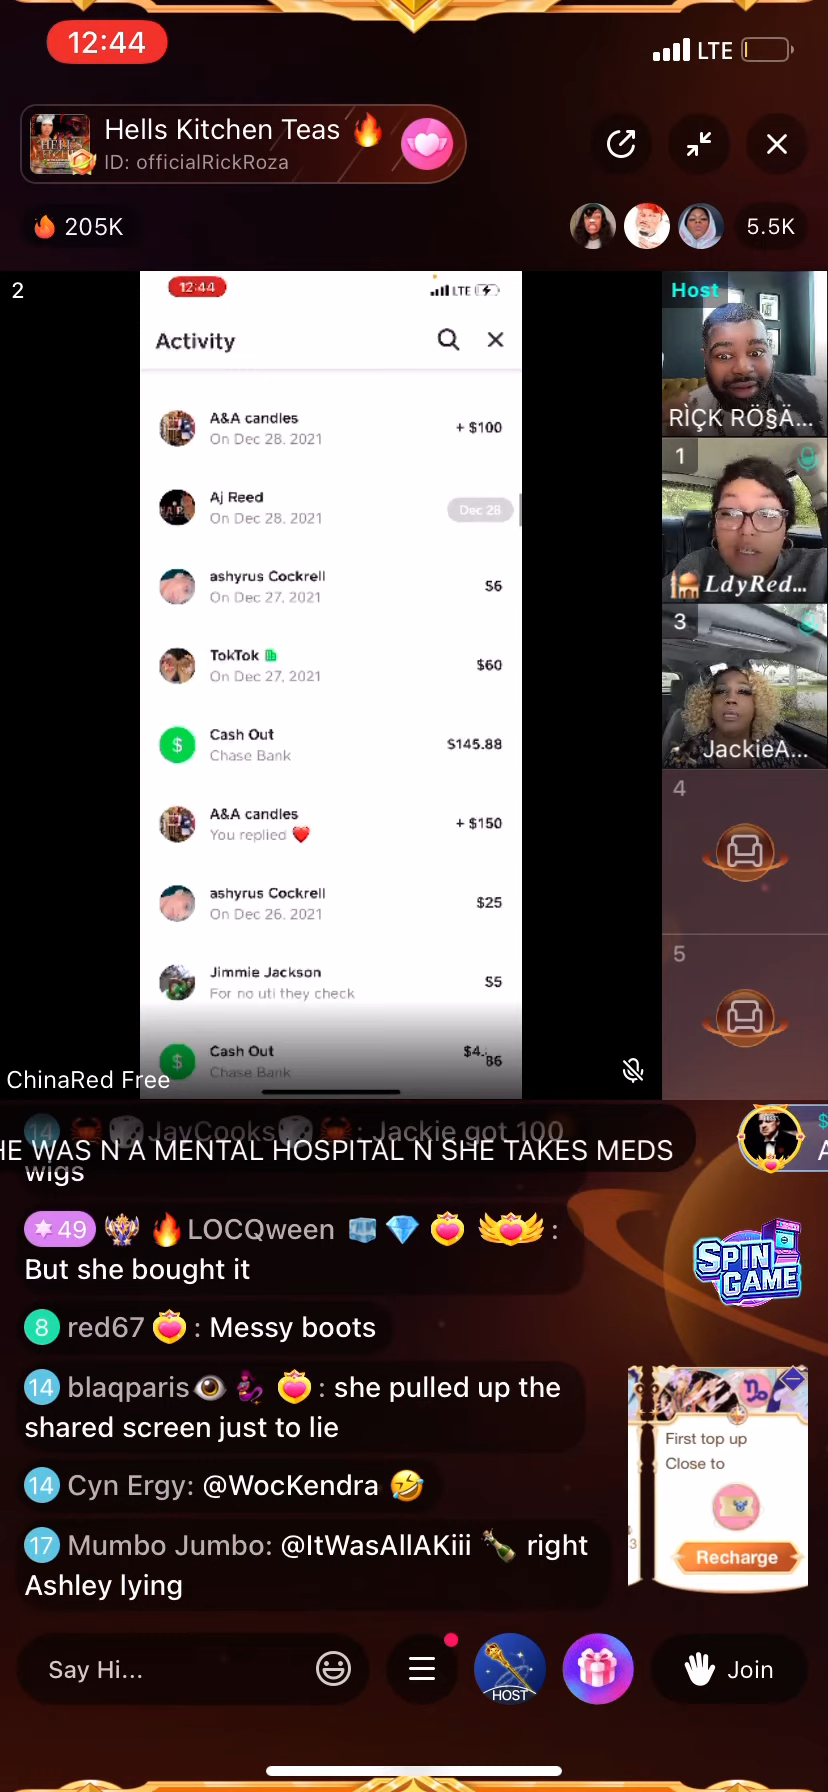 12:44
LTE
Hells Kitchen Teas 🔥
ID: officialRickRoza
🔥 205K
5.5K
2
12:44
LTE
Activity
A&A candles
On Dec 28, 2021
+ $100
Aj Reed
On Dec 28, 2021
Dec 28
ashyrus Cockrell
On Dec 27, 2021
$6
TokTok
On Dec 27, 2021
$60
Cash Out
Chase Bank
$145.88
A&A candles
You replied ❤️
+ $150
ashyrus Cockrell
On Dec 26, 2021
$25
Jimmie Jackson
For no uti they check
$5
Cash Out
Chase Bank
ChinaRed Free
Host
RÌÇK RÖ§Ä...
1
LdyRed...
3
JackieA...
4
5
14 🦀🎲JayCooks🎲🦀: Jackie got 100
wigs
HE WAS N A MENTAL HOSPITAL N SHE TAKES MEDS
49 🔥LOCQween 🧊💎 :
But she bought it
8 red67 : Messy boots
14 blaqparis👁 : she pulled up the
shared screen just to lie
14 Cyn Ergy: @WocKendra 🤣
17 Mumbo Jumbo: @ItWasAllAKiii 🍾 right
Ashley lying
SPIN
GAME
First top up
Close to
Recharge
Say Hi...
HOST
Join